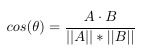 cos(θ) = A · B / ||A|| * ||B||